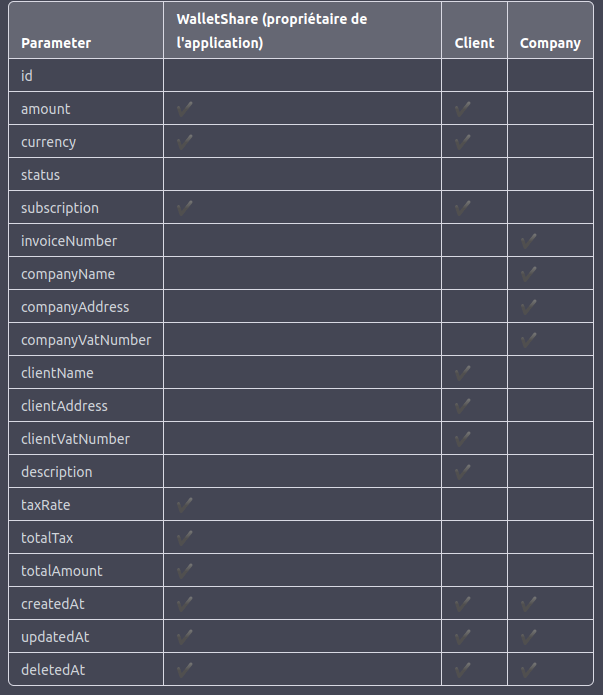 Parameter WalletShare (propriétaire de
l'application) Client Company
id
amount ✔ ✔
currency ✔ ✔
status
subscription ✔ ✔
invoiceNumber ✔
companyName ✔
companyAddress ✔
companyVatNumber ✔
clientName ✔
clientAddress ✔
clientVatNumber ✔
description ✔
taxRate ✔
totalTax ✔
totalAmount ✔
createdAt ✔ ✔ ✔
updatedAt ✔ ✔ ✔
deletedAt ✔ ✔ ✔